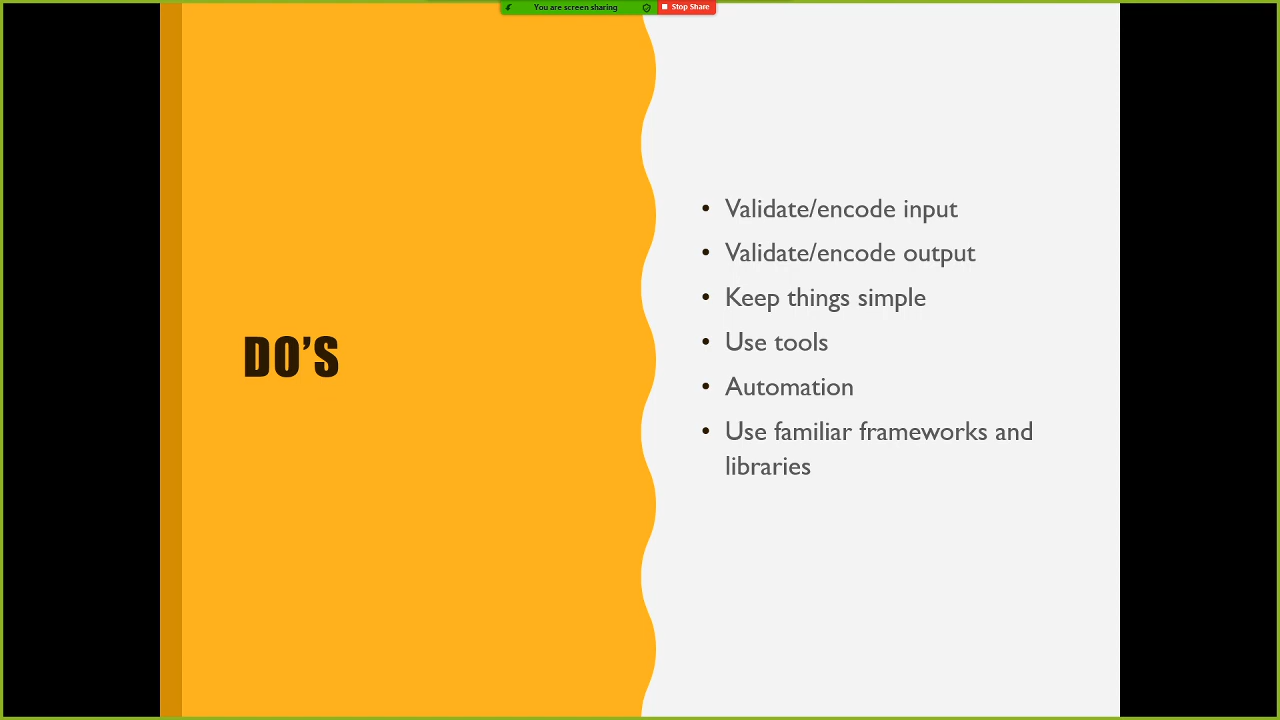 You are screen sharing
Stop Share
DO’S
• Validate/encode input
• Validate/encode output
• Keep things simple
• Use tools
• Automation
• Use familiar frameworks and
libraries